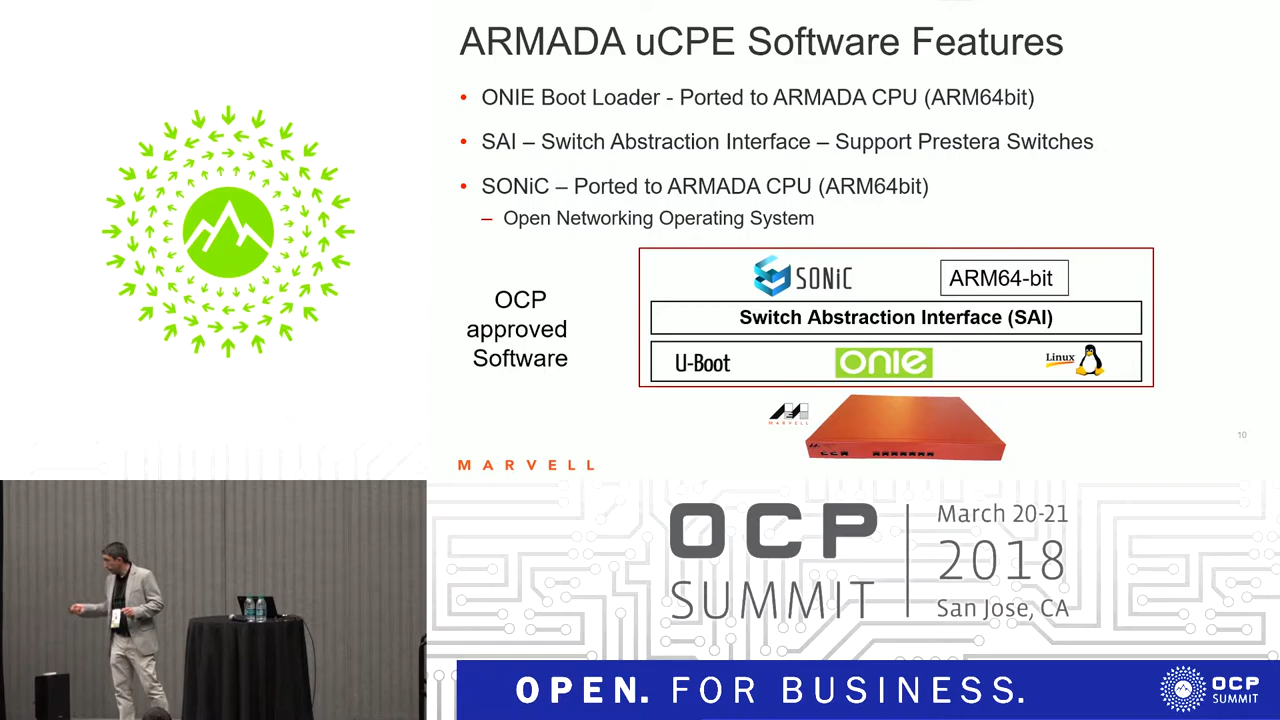 ARMADA uCPE Software Features
• ONIE Boot Loader - Ported to ARMADA CPU (ARM64bit)
• SAI – Switch Abstraction Interface – Support Prestera Switches
• SONiC – Ported to ARMADA CPU (ARM64bit)
– Open Networking Operating System
OCP
approved
Software
SONiC
ARM64-bit
Switch Abstraction Interface (SAI)
U-Boot
onie
Linux
MARVELL
10
MARVELL
OCP
SUMMIT
March 20-21
2018
San Jose, CA
OPEN. FOR BUSINESS.
OCP
SUMMIT